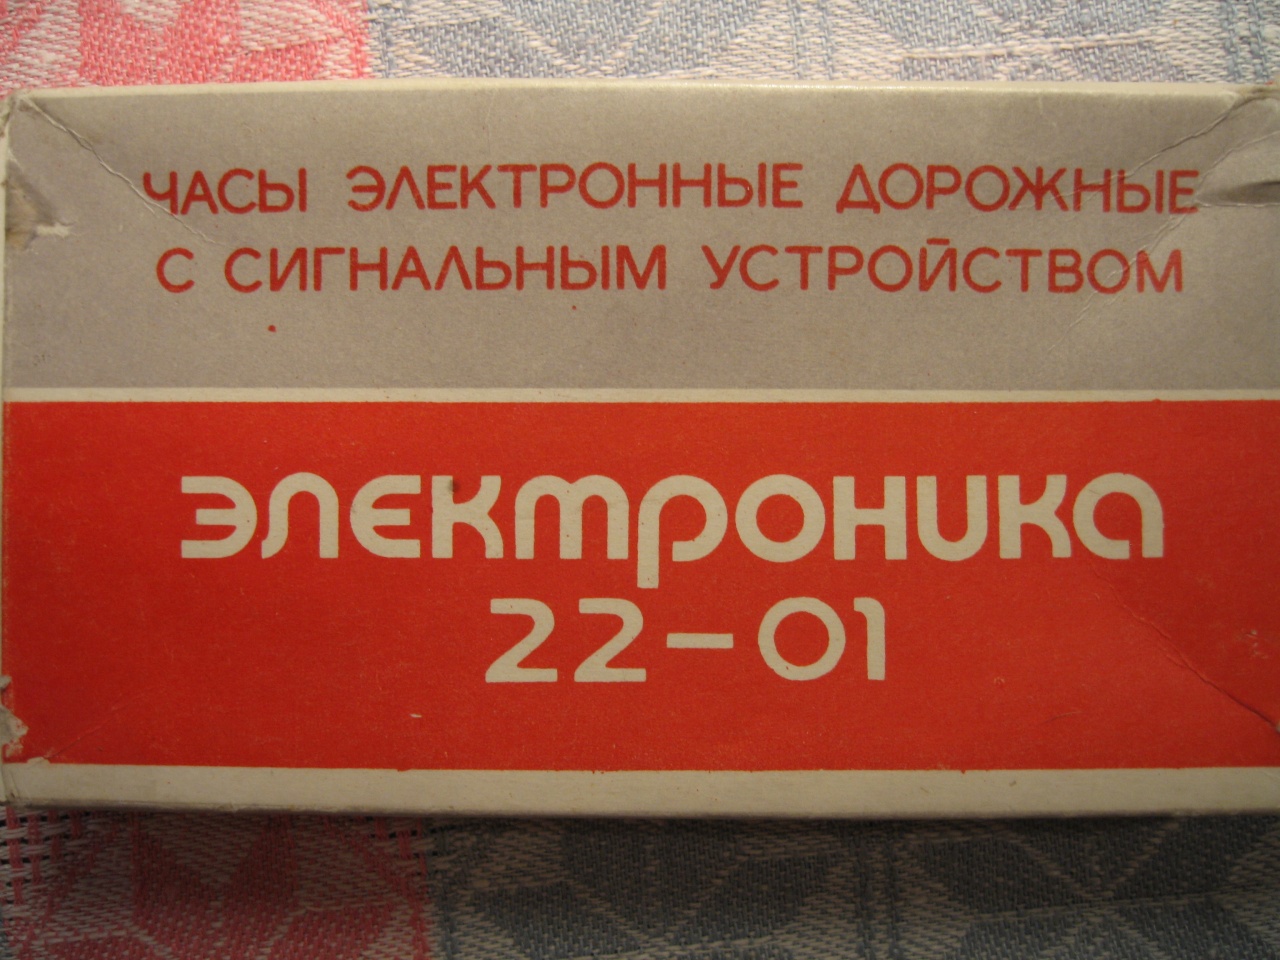 ЧАСЫ ЭЛЕКТРОННЫЕ ДОРОЖНЫЕ
С СИГНАЛЬНЫМ УСТРОЙСТВОМ
ЭЛЕКТРОНИКА
22-01